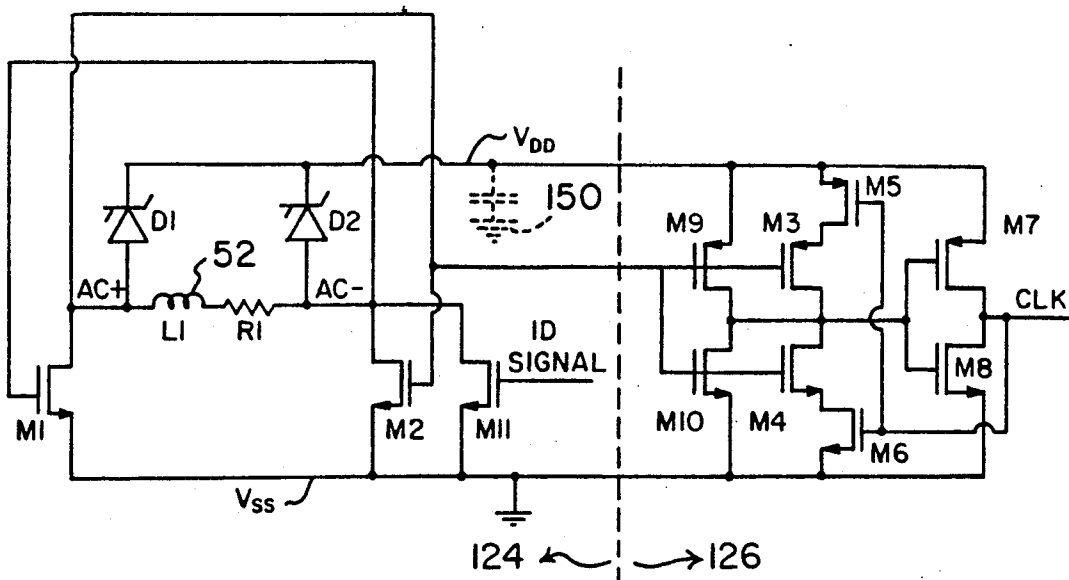 VDD
150
M5
M9
M3
M7
D1
D2
52
AC+
AC-
CLK
L1
R1
ID
SIGNAL
M8
M1
M2
M11
M10
M4
M6
VSS
124
126